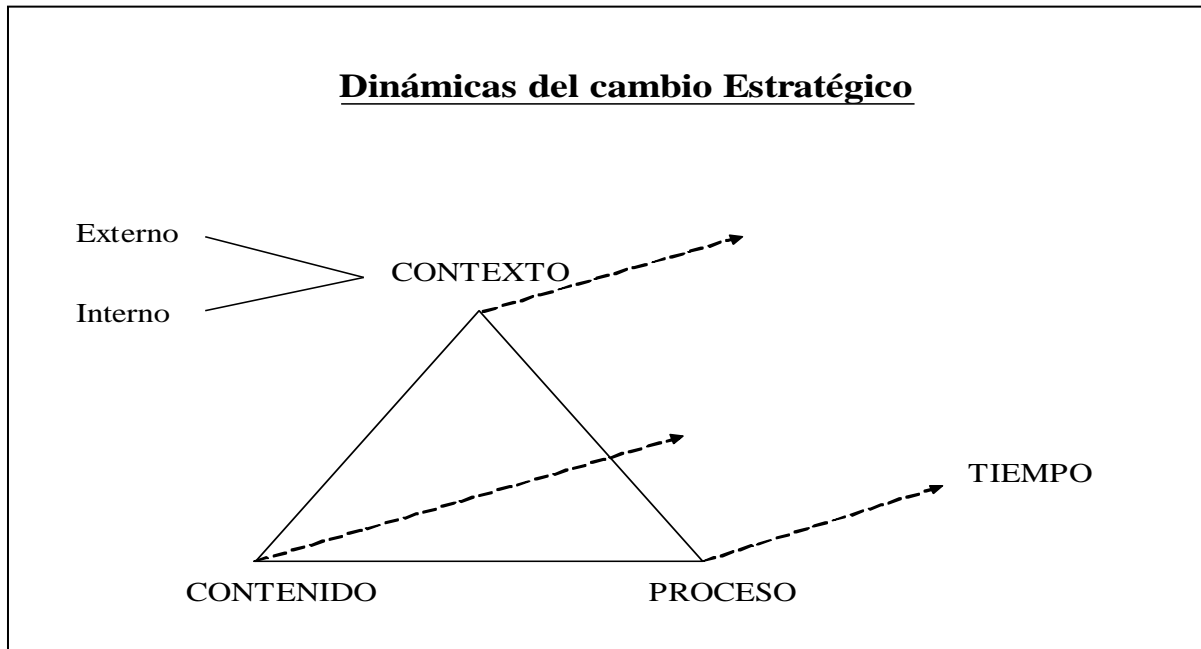 Dinámicas del cambio Estratégico
Externo
CONTEXTO
Interno
TIEMPO
CONTENIDO
PROCESO